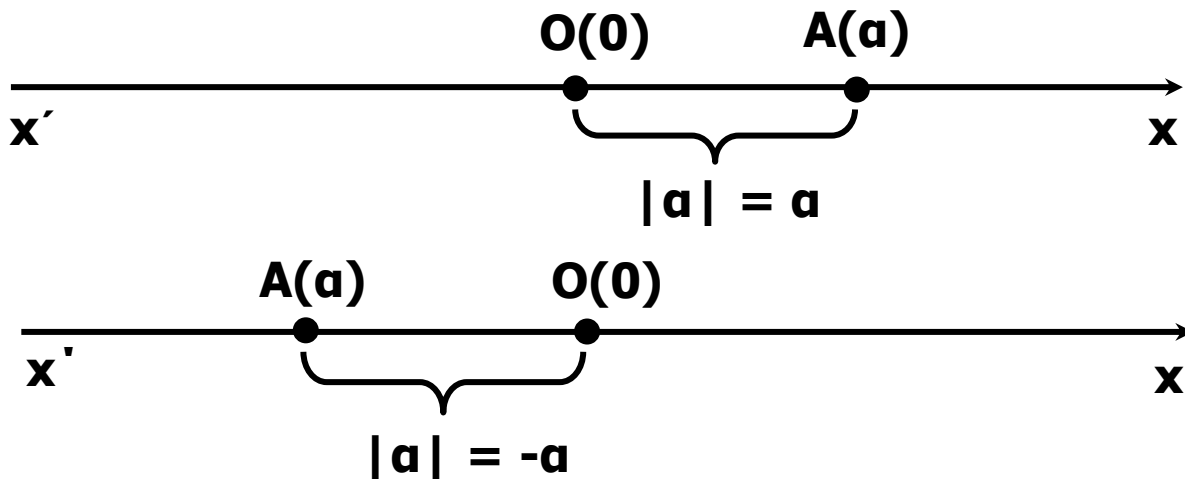 O(0) A(α)
x´ x
|α| = α
A(α) O(0)
x' x
|α| = -α